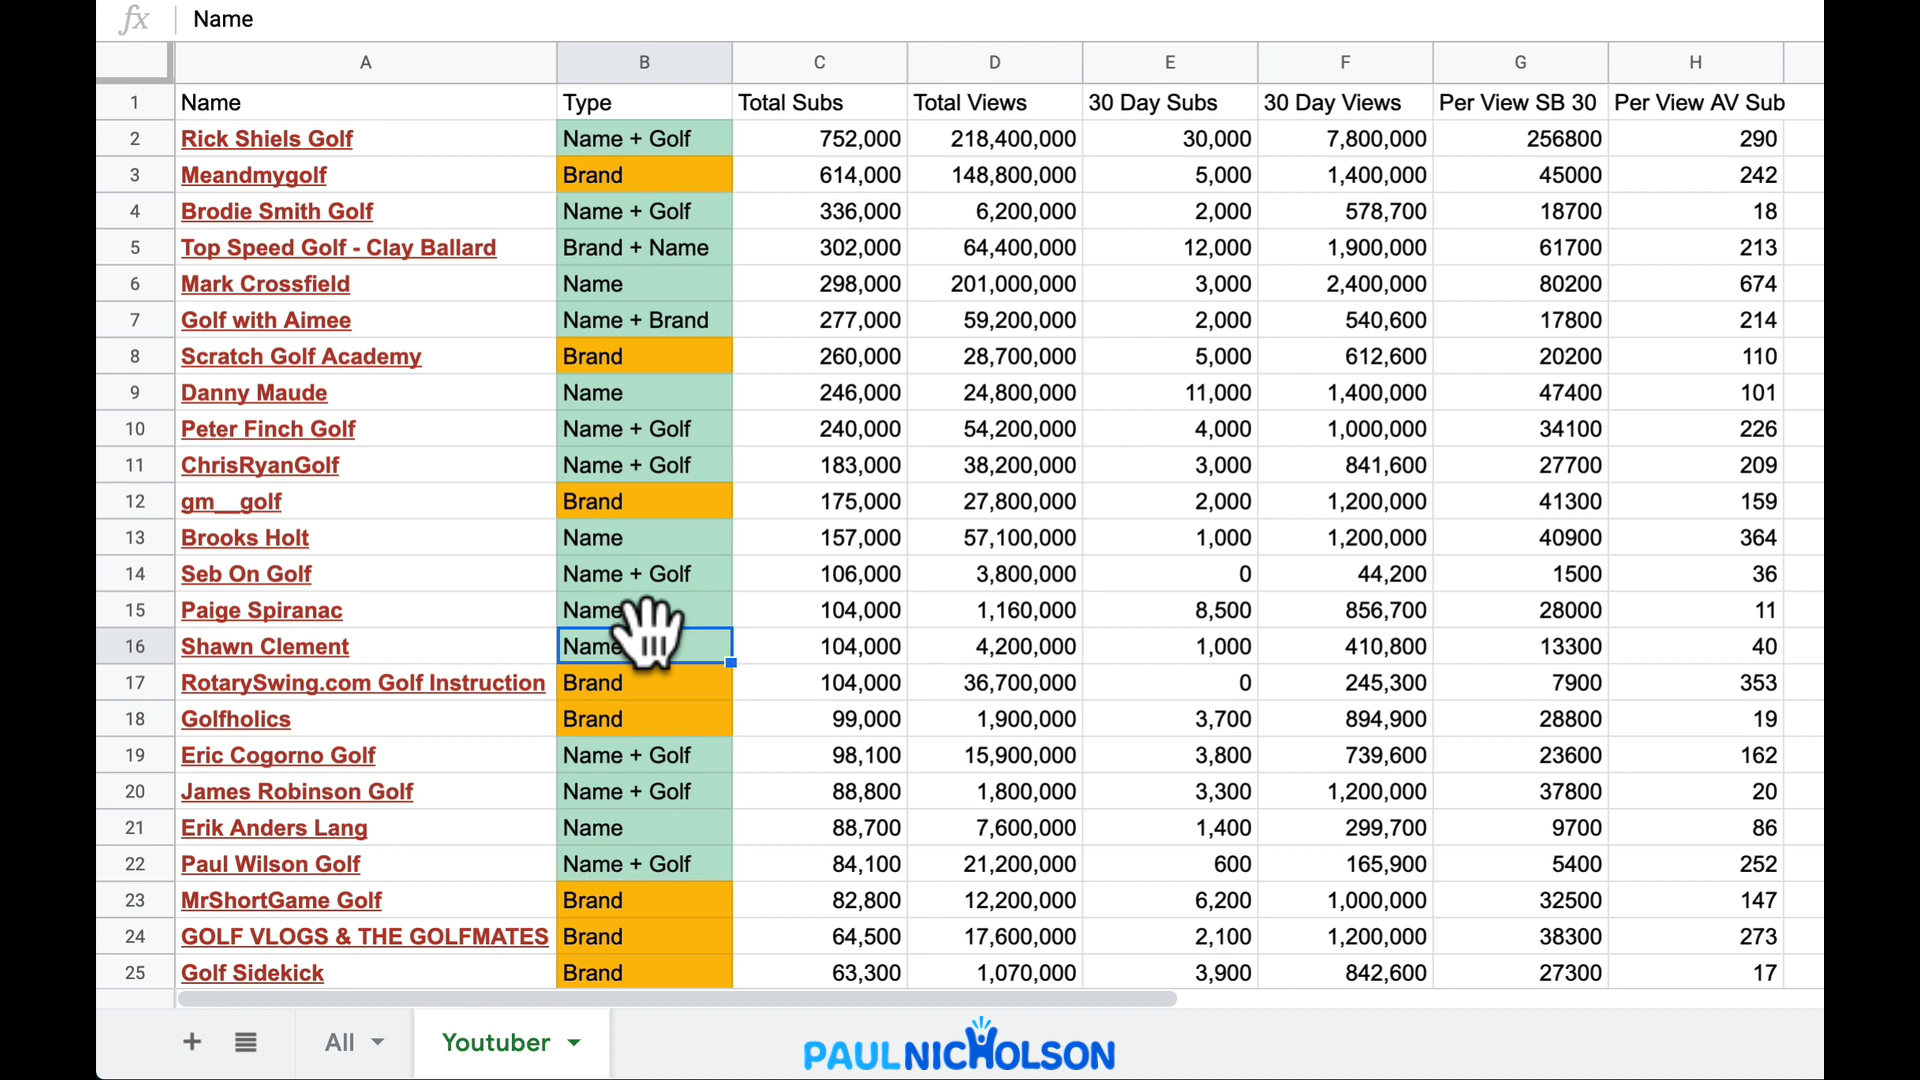 fx Name
A B C D E F G H
1 Name Type Total Subs Total Views 30 Day Subs 30 Day Views Per View SB 30 Per View AV Sub
2 Rick Shiels Golf Name + Golf 752,000 218,400,000 30,000 7,800,000 256800 290
3 Meandmygolf Brand 614,000 148,800,000 5,000 1,400,000 45000 242
4 Brodie Smith Golf Name + Golf 336,000 6,200,000 2,000 578,700 18700 18
5 Top Speed Golf - Clay Ballard Brand + Name 302,000 64,400,000 12,000 1,900,000 61700 213
6 Mark Crossfield Name 298,000 201,000,000 3,000 2,400,000 80200 674
7 Golf with Aimee Name + Brand 277,000 59,200,000 2,000 540,600 17800 214
8 Scratch Golf Academy Brand 260,000 28,700,000 5,000 612,600 20200 110
9 Danny Maude Name 246,000 24,800,000 11,000 1,400,000 47400 101
10 Peter Finch Golf Name + Golf 240,000 54,200,000 4,000 1,000,000 34100 226
11 ChrisRyanGolf Name + Golf 183,000 38,200,000 3,000 841,600 27700 209
12 gm__golf Brand 175,000 27,800,000 2,000 1,200,000 41300 159
13 Brooks Holt Name 157,000 57,100,000 1,000 1,200,000 40900 364
14 Seb On Golf Name + Golf 106,000 3,800,000 0 44,200 1500 36
15 Paige Spiranac Name 104,000 1,160,000 8,500 856,700 28000 11
16 Shawn Clement Name 104,000 4,200,000 1,000 410,800 13300 40
17 RotarySwing.com Golf Instruction Brand 104,000 36,700,000 0 245,300 7900 353
18 Golfholics Brand 99,000 1,900,000 3,700 894,900 28800 19
19 Eric Cogorno Golf Name + Golf 98,100 15,900,000 3,800 739,600 23600 162
20 James Robinson Golf Name + Golf 88,800 1,800,000 3,300 1,200,000 37800 20
21 Erik Anders Lang Name 88,700 7,600,000 1,400 299,700 9700 86
22 Paul Wilson Golf Name + Golf 84,100 21,200,000 600 165,900 5400 252
23 MrShortGame Golf Brand 82,800 12,200,000 6,200 1,000,000 32500 147
24 GOLF VLOGS & THE GOLFMATES Brand 64,500 17,600,000 2,100 1,200,000 38300 273
25 Golf Sidekick Brand 63,300 1,070,000 3,900 842,600 27300 17
+ All Youtuber PAULNICHOLSON